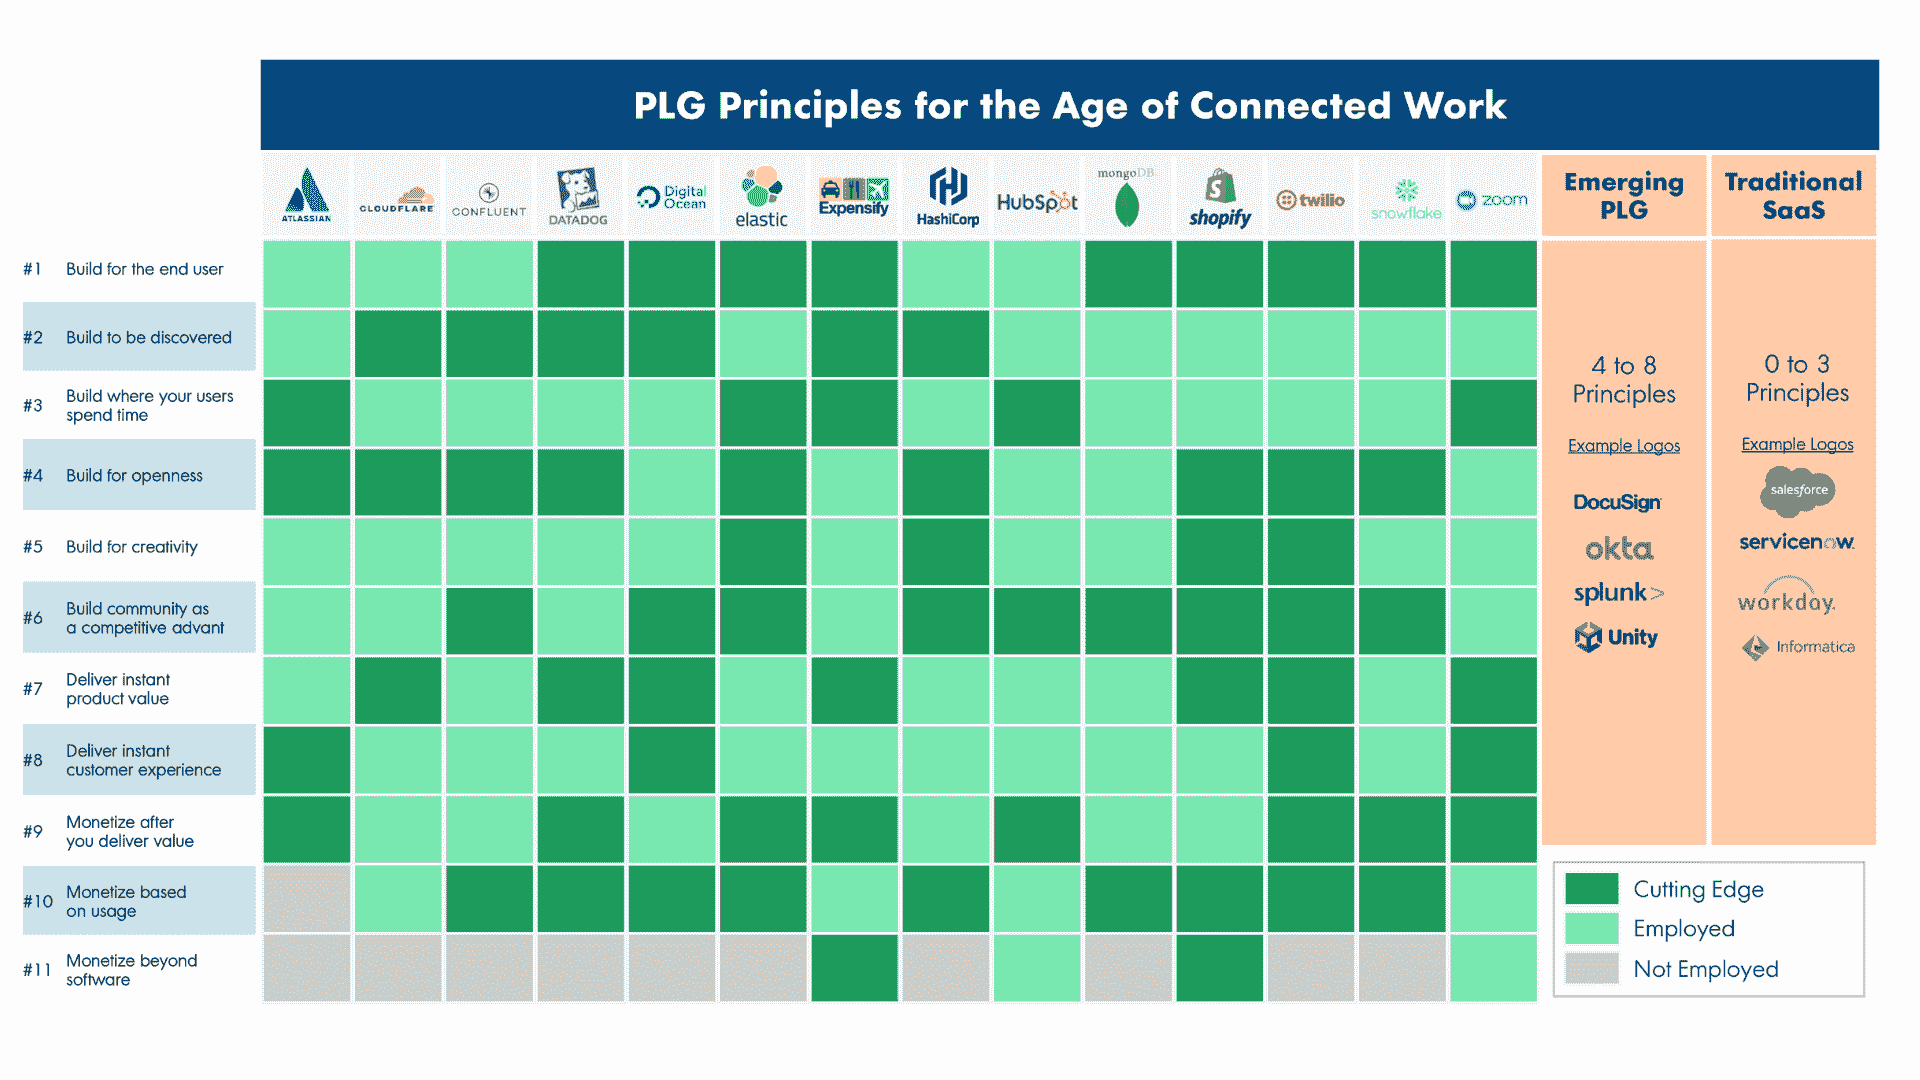 PLG Principles for the Age of Connected Work
ATLASSIAN
CLOUDFLARE
CONFLUENT
DATADOG
Digital
Ocean
elastic
Expensify
HashiCorp
HubSpot
mongoDB
shopify
twilio
snowflake
zoom
Emerging
PLG
Traditional
SaaS
#1 Build for the end user
#2 Build to be discovered
#3 Build where your users
spend time
#4 Build for openness
#5 Build for creativity
#6 Build community as
a competitive advant
#7 Deliver instant
product value
#8 Deliver instant
customer experience
#9 Monetize after
you deliver value
#10 Monetize based
on usage
#11 Monetize beyond
software
4 to 8
Principles
Example Logos
DocuSign
okta
splunk>
Unity
0 to 3
Principles
Example Logos
salesforce
servicenow.
workday.
Informatica
Cutting Edge
Employed
Not Employed